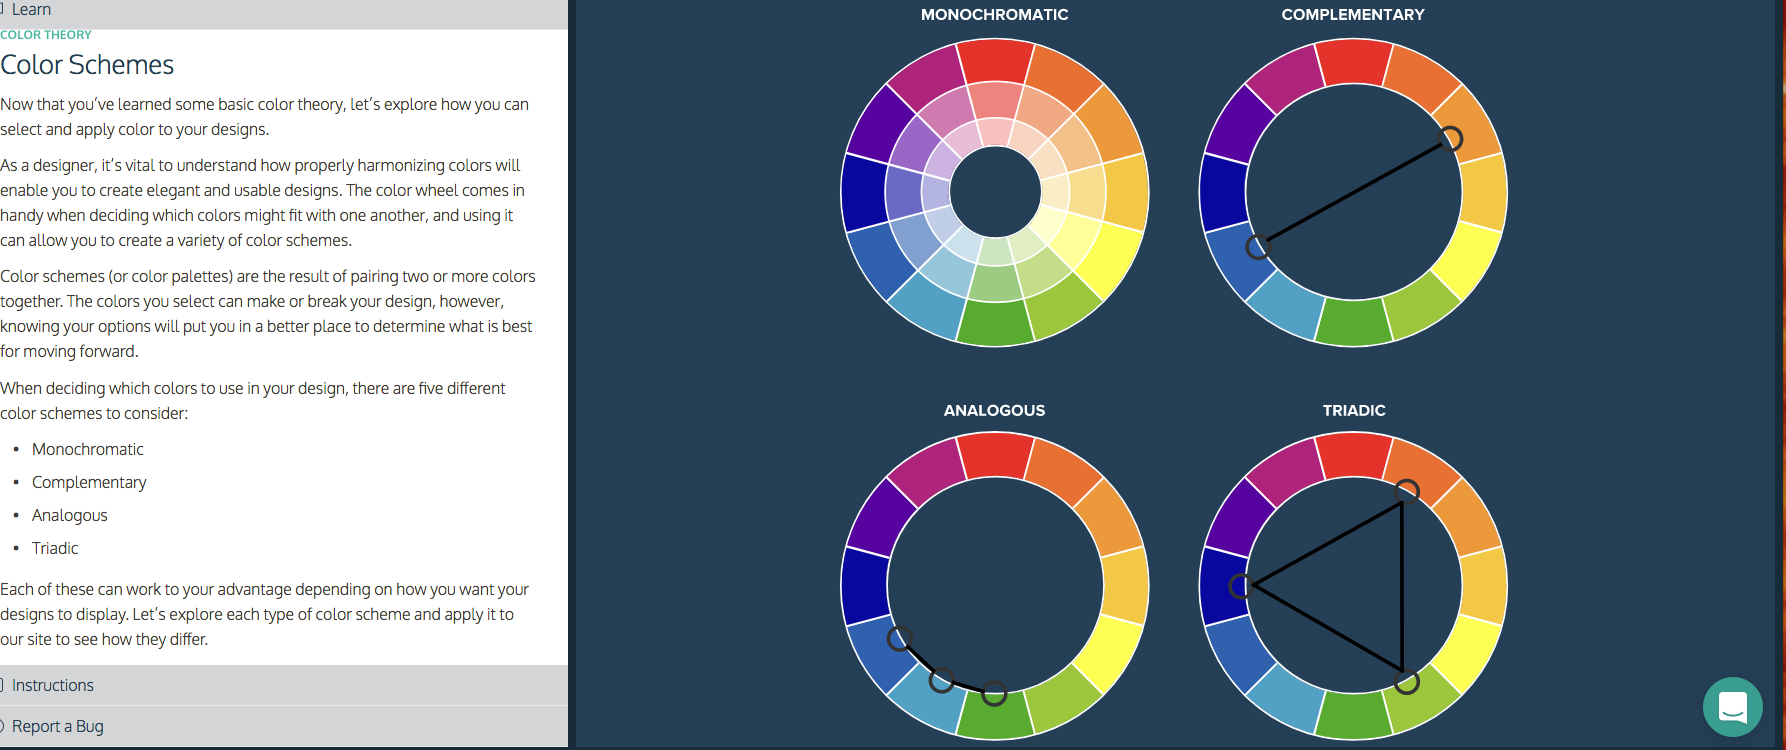 Learn
COLOR THEORY
Color Schemes
Now that you've learned some basic color theory, let's explore how you can
select and apply color to your designs.
As a designer, it's vital to understand how properly harmonizing colors will
enable you to create elegant and usable designs. The color wheel comes in
handy when deciding which colors might fit with one another, and using it
can allow you to create a variety of color schemes.
Color schemes (or color palettes) are the result of pairing two or more colors
together. The colors you select can make or break your design, however,
knowing your options will put you in a better place to determine what is best
for moving forward.
When deciding which colors to use in your design, there are five different
color schemes to consider:
• Monochromatic
• Complementary
• Analogous
• Triadic
Each of these can work to your advantage depending on how you want your
designs to display. Let's explore each type of color scheme and apply it to
our site to see how they differ.
Instructions
Report a Bug
MONOCHROMATIC
COMPLEMENTARY
ANALOGOUS
TRIADIC